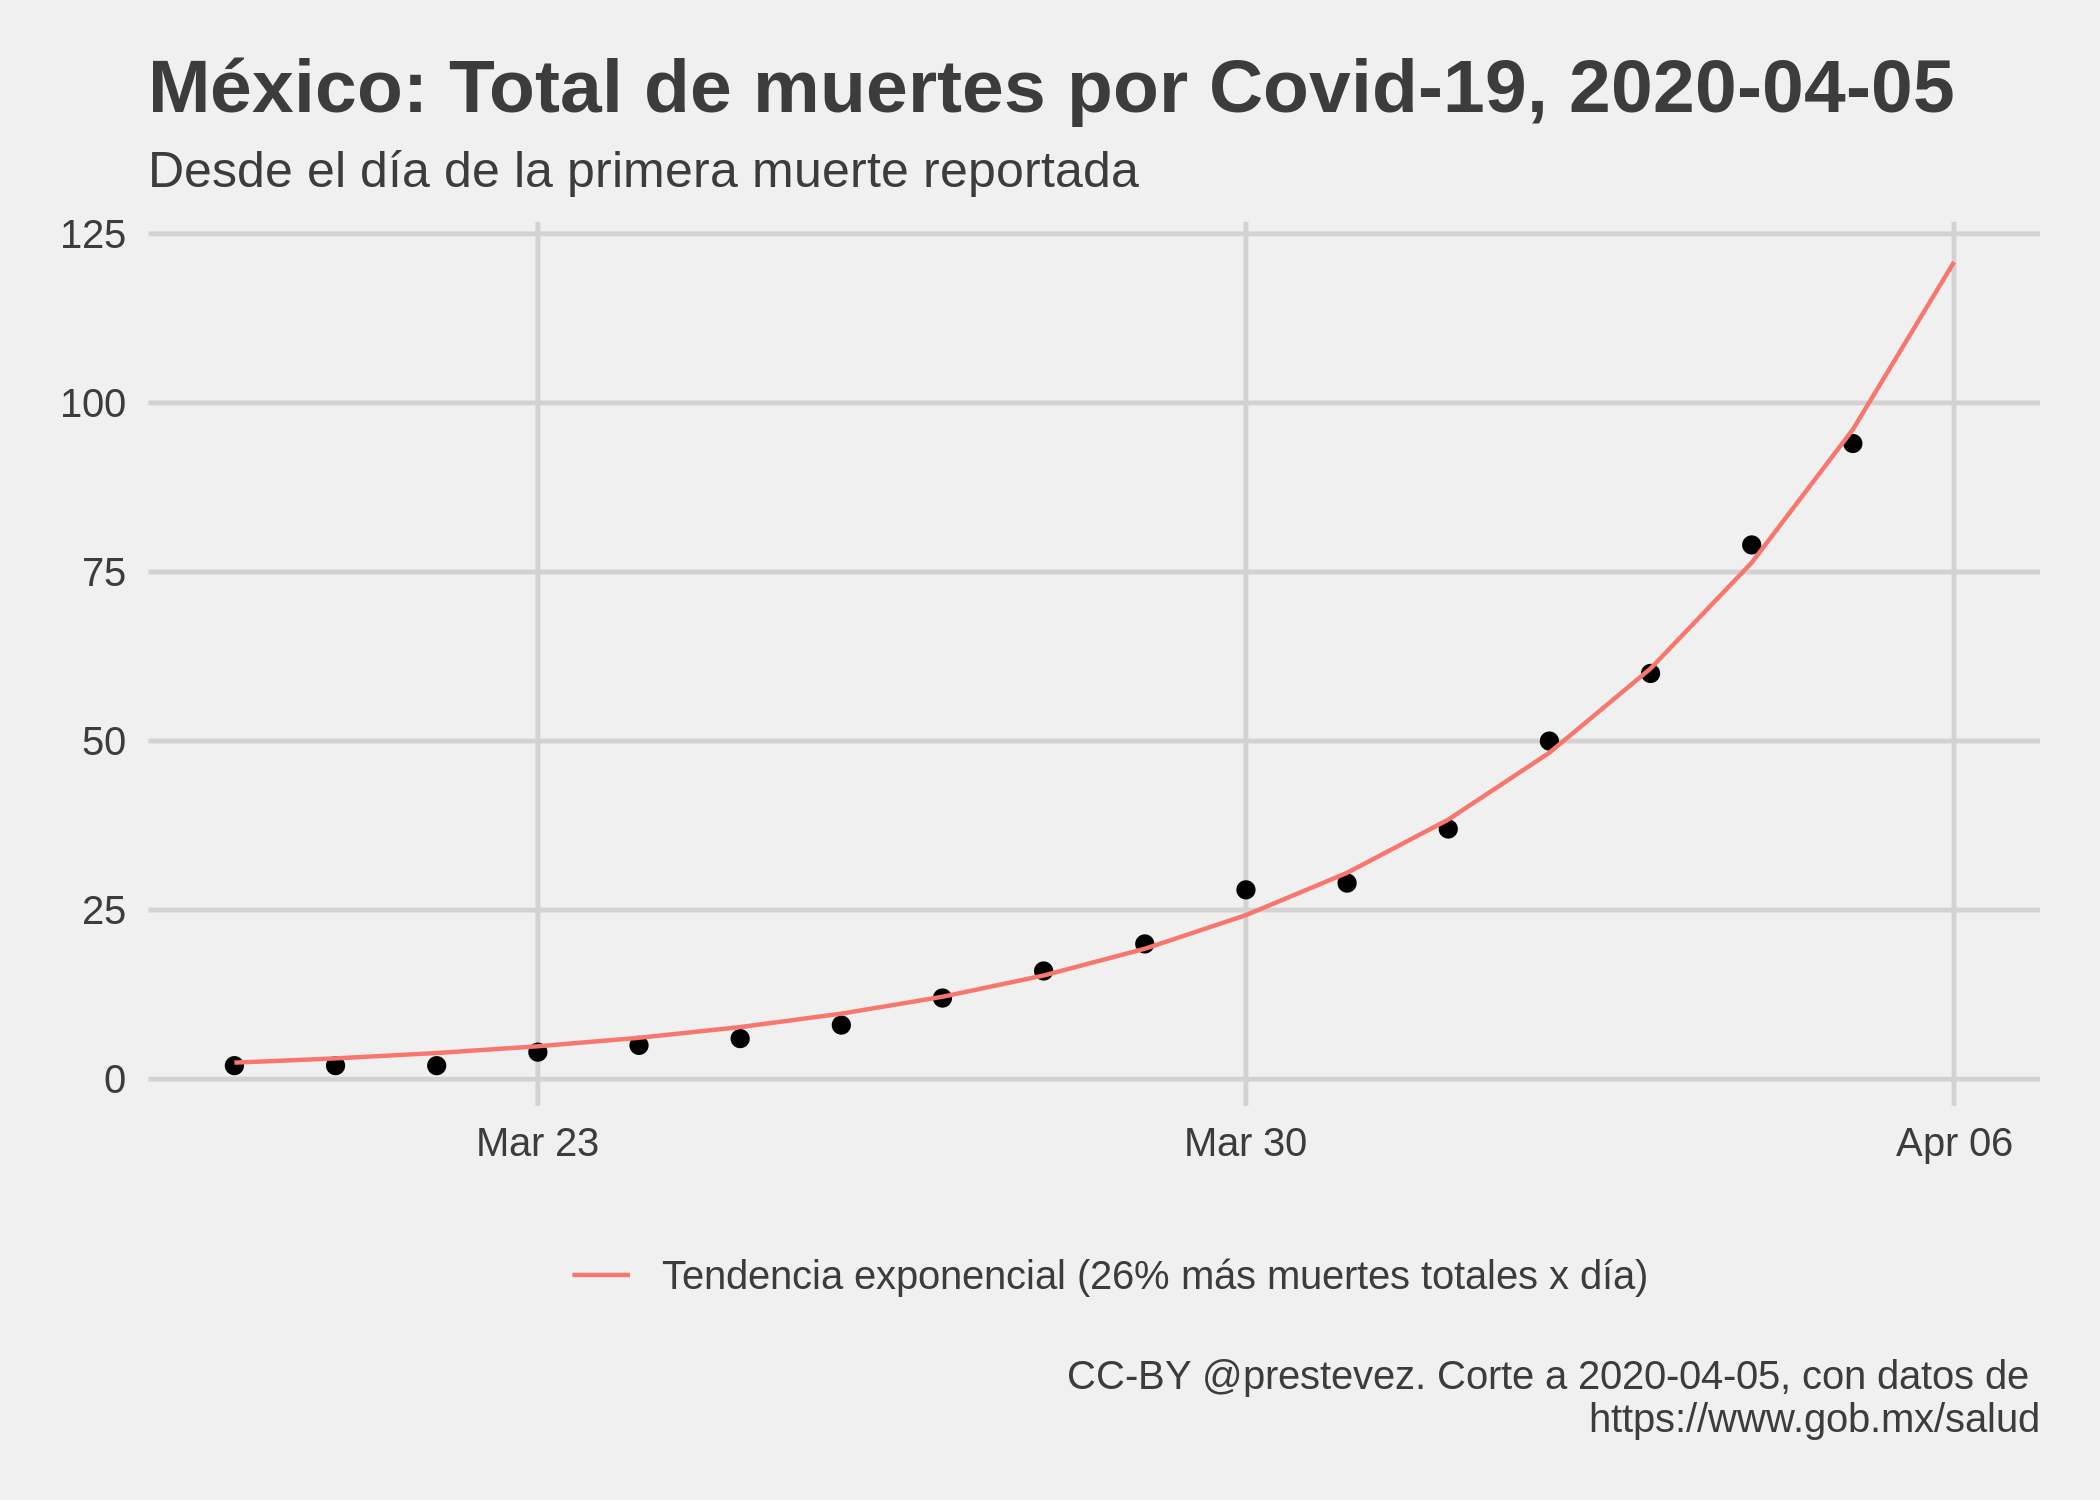 México: Total de muertes por Covid-19, 2020-04-05
Desde el día de la primera muerte reportada
125
100
75
50
25
0
Mar 23
Mar 30
Apr 06
Tendencia exponencial (26% más muertes totales x día)
CC-BY @prestevez. Corte a 2020-04-05, con datos de
https://www.gob.mx/salud